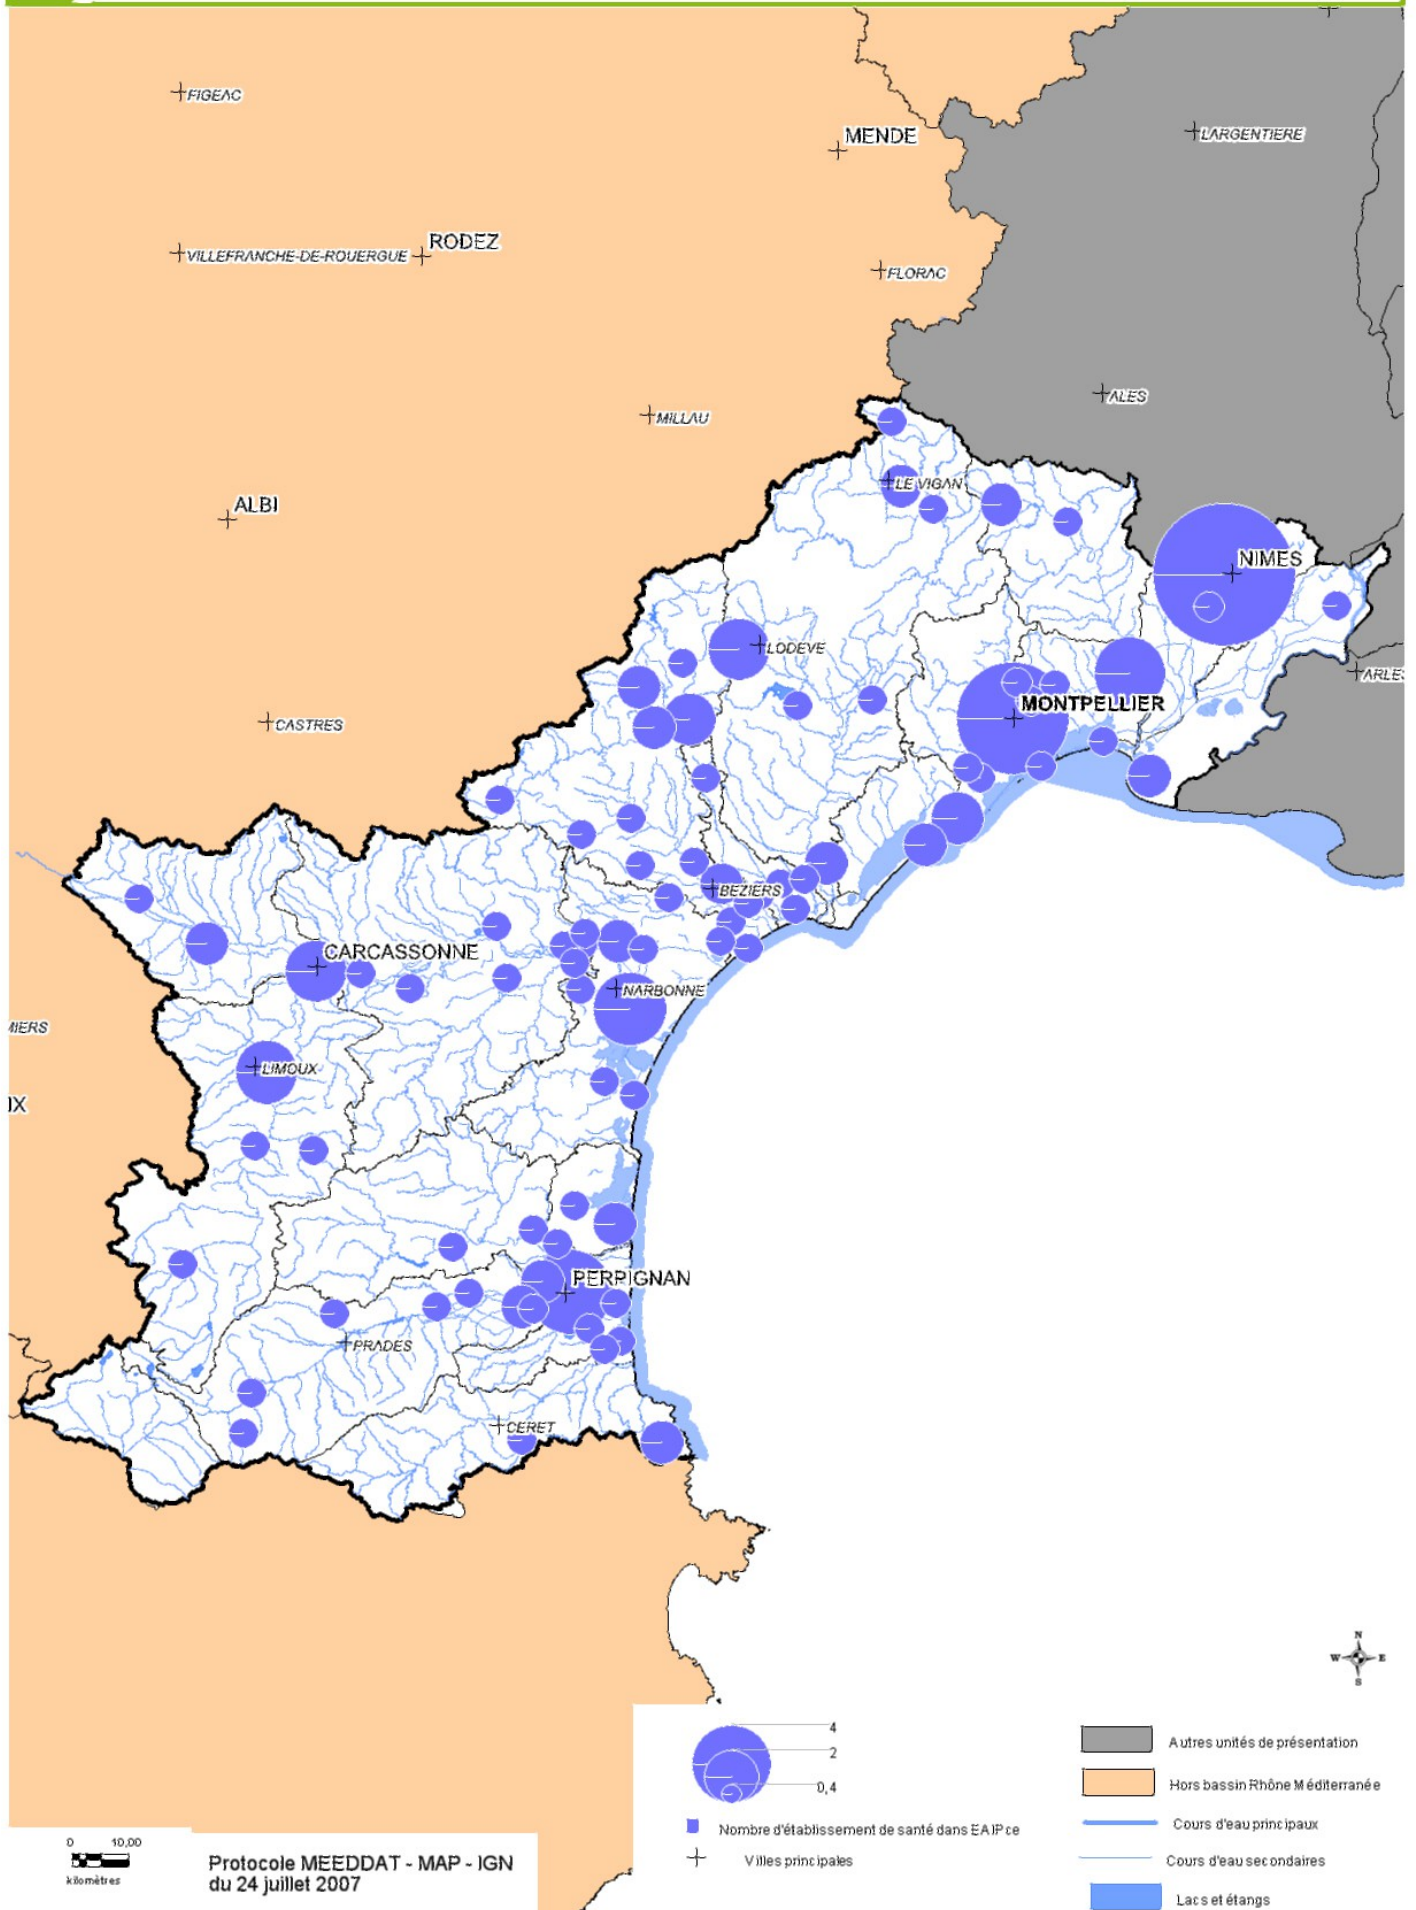 FIGEAC
MENDE
LARGENTIERE
VILLEFRANCHE-DE-ROUERGUE
RODEZ
FLORAC
ALES
MILLAU
LE VIGAN
ALBI
NIMES
LODEVE
ARLES
CASTRES
MONTPELLIER
BEZIERS
CARCASSONNE
NARBONNE
MIERS
LIMOUX
IX
PERPIGNAN
PRADES
CERET
N
W E
S
4
2
0,4
Nombre d'établissement de santé dans EAIPce
Villes principales
Autres unités de présentation
Hors bassin Rhône Méditerranée
Cours d'eau principaux
Cours d'eau secondaires
Lacs et étangs
0 10,00
kilomètres
Protocole MEEDDAT - MAP - IGN
du 24 juillet 2007